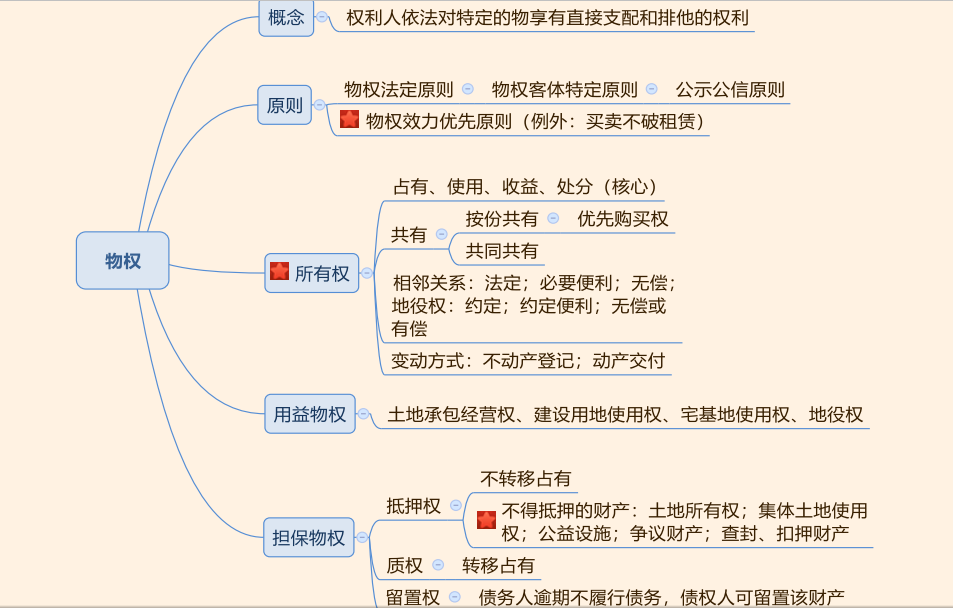 概念
权利人依法对特定的物享有直接支配和排他的权利
原则
物权法定原则 物权客体特定原则 公示公信原则
物权效力优先原则（例外：买卖不破租赁）
物权
所有权
占有、使用、收益、处分（核心）
共有
按份共有 优先购买权
共同共有
相邻关系：法定；必要便利；无偿；
地役权：约定；约定便利；无偿或
有偿
变动方式：不动产登记；动产交付
用益物权
土地承包经营权、建设用地使用权、宅基地使用权、地役权
担保物权
抵押权
不转移占有
不得抵押的财产：土地所有权；集体土地使用
权；公益设施；争议财产；查封、扣押财产
质权 转移占有
留置权 债务人逾期不履行债务，债权人可留置该财产